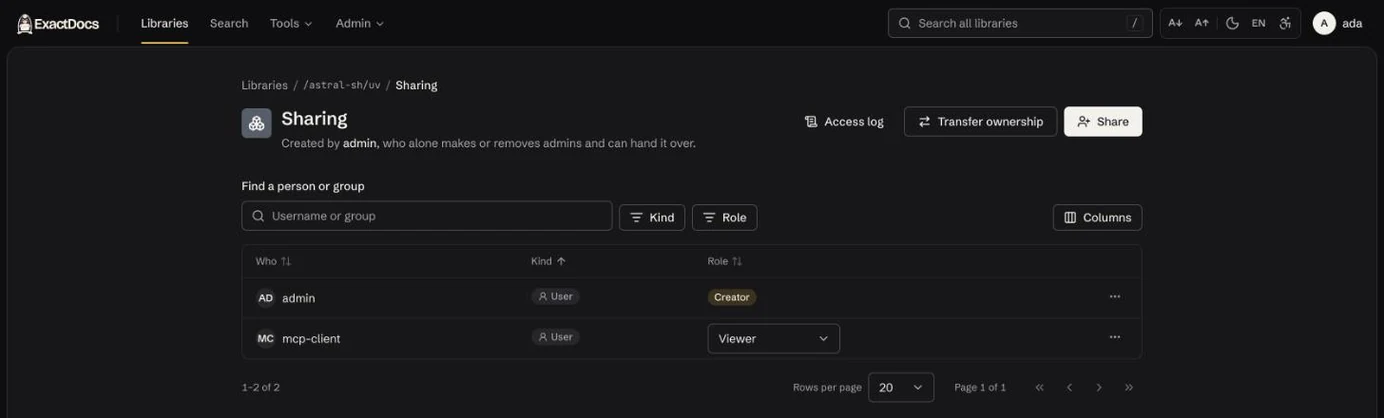 ExactDocs Libraries Search Tools Admin Search all libraries / A↓ A↑ EN A ada
Libraries / /astral-sh/uv / Sharing
Sharing
Access log Transfer ownership Share
Created by admin, who alone makes or removes admins and can hand it over.
Find a person or group
Username or group Kind Role Columns
Who Kind Role
AD admin User Creator ...
MC mcp-client User Viewer ...
1-2 of 2 Rows per page 20 Page 1 of 1